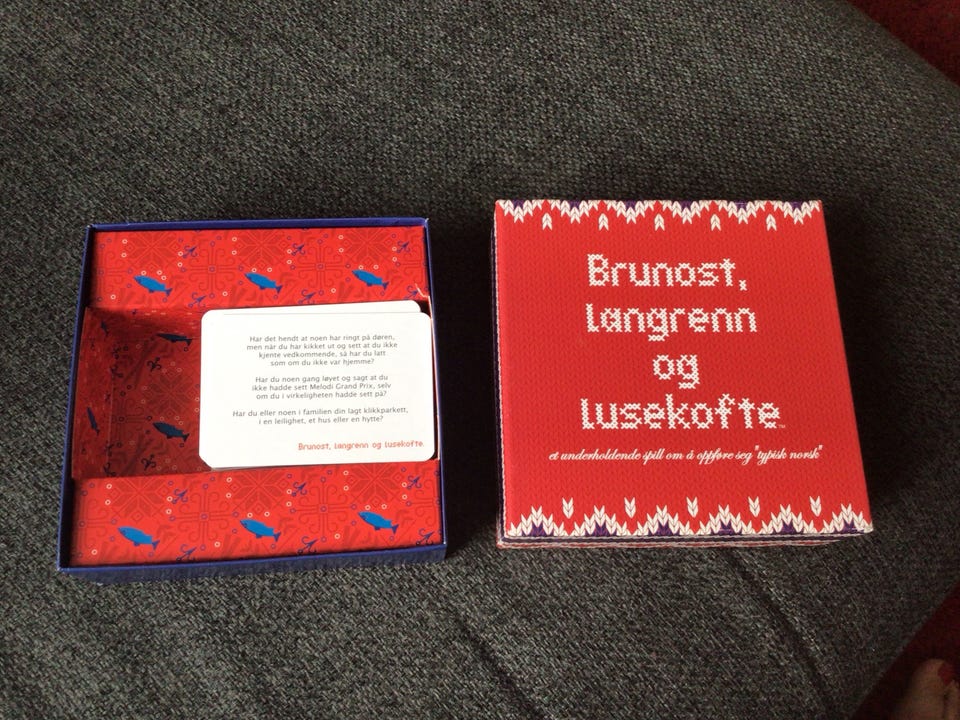 Har det hendt at noen har ringt på døren,
men når du har kikket ut og sett at du ikke
kjente vedkommende, så har du latt
som om du ikke var hjemme?
Har du noen gang løyet og sagt at du
ikke hadde sett Melodi Grand Prix, selv
om du i virkeligheten hadde sett på?
Har du eller noen i familien din lagt klikkparkett,
i en leilighet, et hus eller en hytte?
Brunost, langrenn og lusekofte.
Brunost,
langrenn
og
lusekofte™
et underholdende spill om å oppføre seg "typisk norsk"